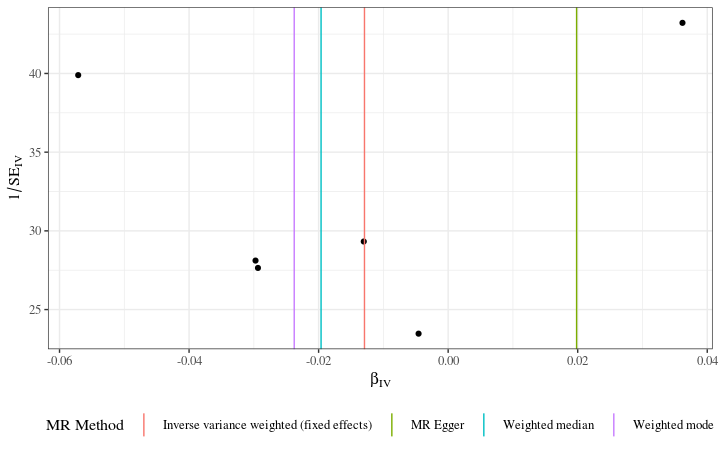 1/SE_IV
40
35
30
25
-0.06 -0.04 -0.02 0.00 0.02 0.04
β_IV
MR Method Inverse variance weighted (fixed effects) MR Egger Weighted median Weighted mode